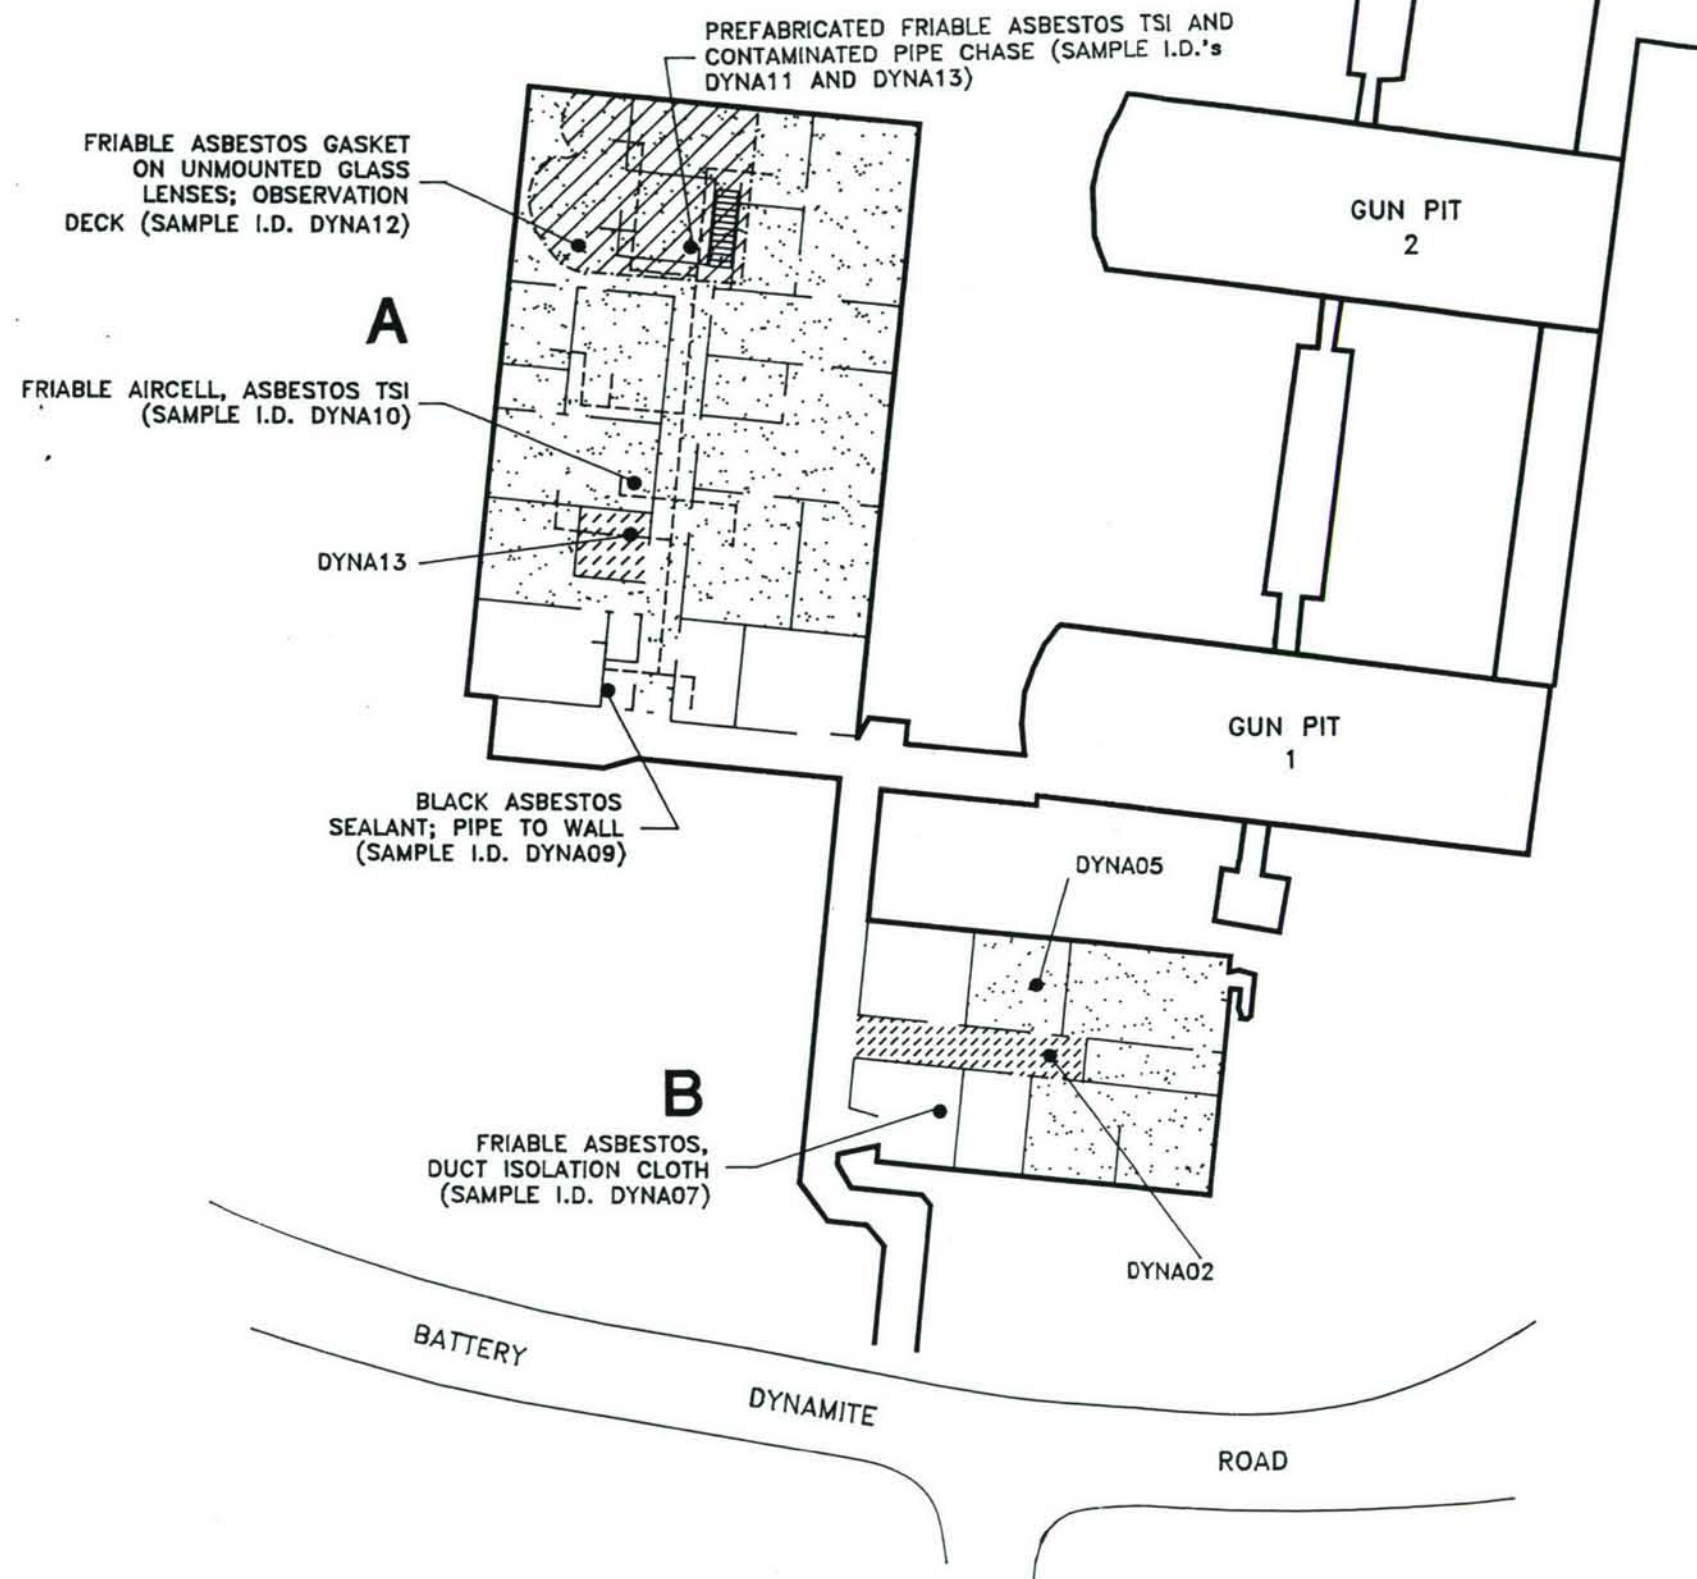 PREFABRICATED FRIABLE ASBESTOS TSI AND
CONTAMINATED PIPE CHASE (SAMPLE I.D.'s
DYNA11 AND DYNA13)
FRIABLE ASBESTOS GASKET
ON UNMOUNTED GLASS
LENSES; OBSERVATION
DECK (SAMPLE I.D. DYNA12)
GUN PIT
2
A
FRIABLE AIRCELL, ASBESTOS TSI
(SAMPLE I.D. DYNA10)
DYNA13
GUN PIT
1
BLACK ASBESTOS
SEALANT; PIPE TO WALL
(SAMPLE I.D. DYNA09)
DYNA05
B
FRIABLE ASBESTOS,
DUCT ISOLATION CLOTH
(SAMPLE I.D. DYNA07)
DYNA02
BATTERY
DYNAMITE
ROAD